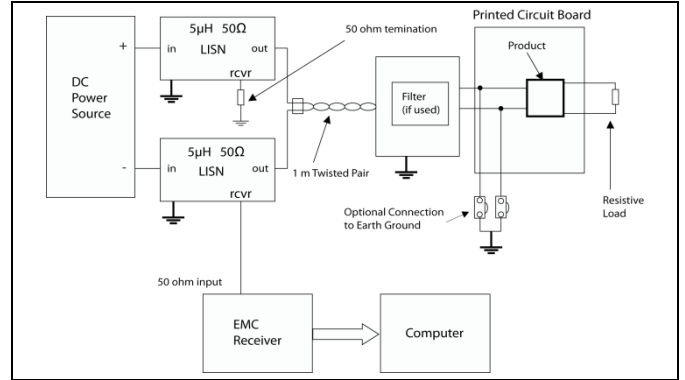 Printed Circuit Board
5µH 50Ω
in
LISN
out
rcvr
50 ohm temination
Product
+
DC
Power
Source
-
Filter
(if used)
5µH 50Ω
in
LISN
out
rcvr
1 m Twisted Pair
Optional Connection
to Earth Ground
Resistive
Load
50 ohm input
EMC
Receiver
Computer